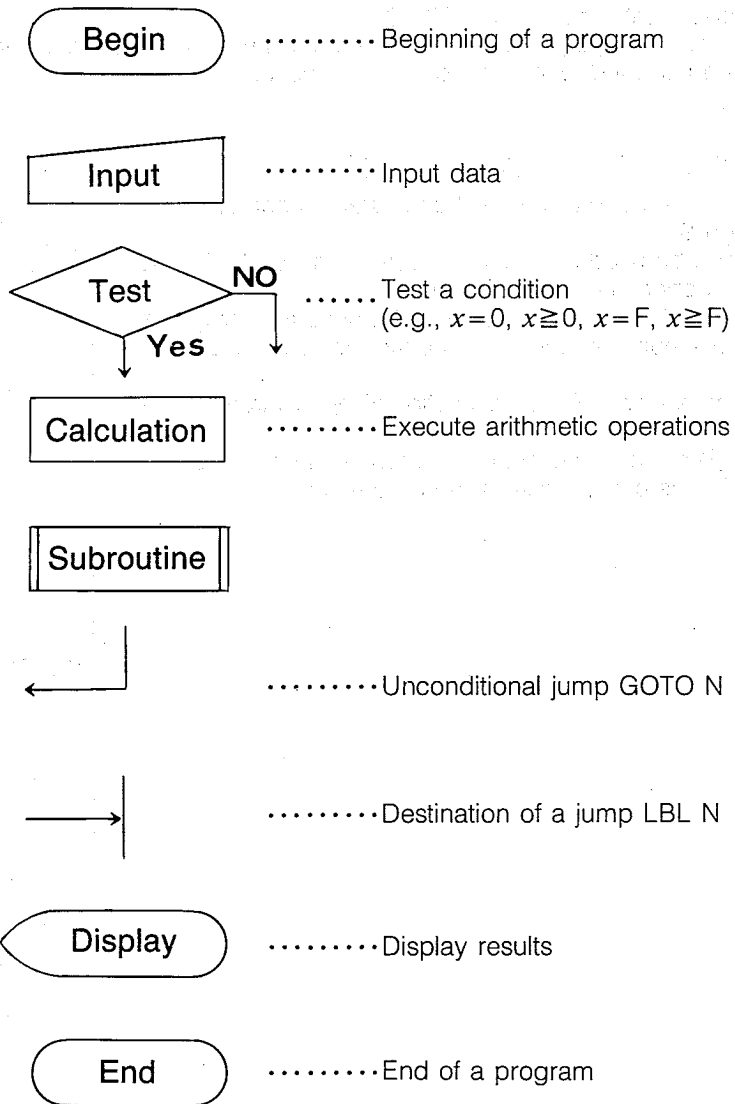 Begin ......... Beginning of a program
Input ......... Input data
Test NO ...... Test a condition
(e.g., x=0, x≧0, x=F, x≧F)
Yes
Calculation ......... Execute arithmetic operations
Subroutine
......... Unconditional jump GOTO N
......... Destination of a jump LBL N
Display ......... Display results
End ......... End of a program